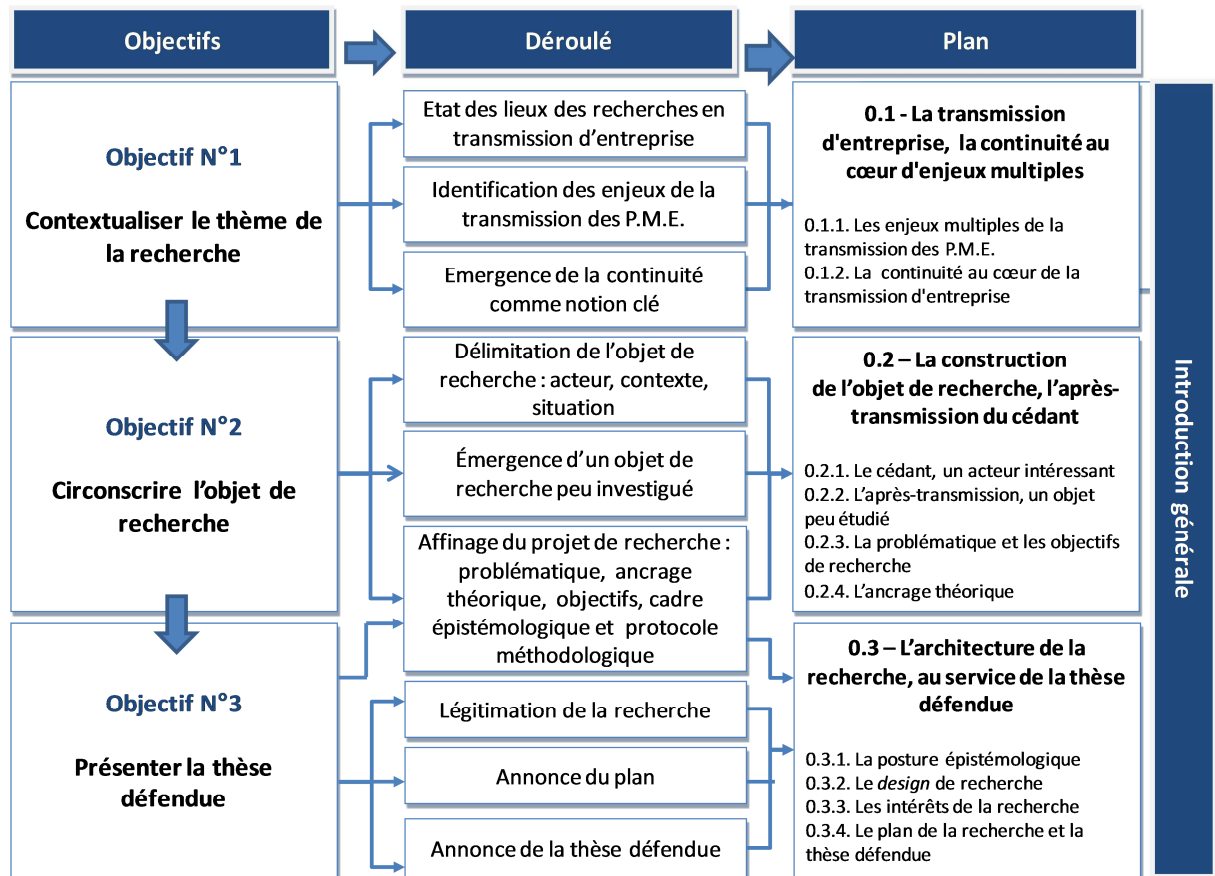 Objectifs
Déroulé
Plan
Objectif N°1
Contextualiser le thème de
la recherche
Etat des lieux des recherches en
transmission d'entreprise
Identification des enjeux de la
transmission des P.M.E.
Emergence de la continuité
comme notion clé
0.1 - La transmission
d'entreprise, la continuité au
cœur d'enjeux multiples
0.1.1. Les enjeux multiples de la
transmission des P.M.E.
0.1.2. La continuité au cœur de la
transmission d'entreprise
Objectif N°2
Circonscrire l'objet de
recherche
Délimitation de l'objet de
recherche : acteur, contexte,
situation
Émergence d'un objet de
recherche peu investigué
Affinage du projet de recherche :
problématique, ancrage
théorique, objectifs, cadre
épistémologique et protocole
méthodologique
0.2 – La construction
de l'objet de recherche, l'après-
transmission du cédant
0.2.1. Le cédant, un acteur intéressant
0.2.2. L'après-transmission, un objet
peu étudié
0.2.3. La problématique et les objectifs
de recherche
0.2.4. L'ancrage théorique
Objectif N°3
Présenter la thèse
défendue
Légitimation de la recherche
Annonce du plan
Annonce de la thèse défendue
0.3 – L'architecture de la
recherche, au service de la thèse
défendue
0.3.1. La posture épistémologique
0.3.2. Le design de recherche
0.3.3. Les intérêts de la recherche
0.3.4. Le plan de la recherche et la
thèse défendue
Introduction générale